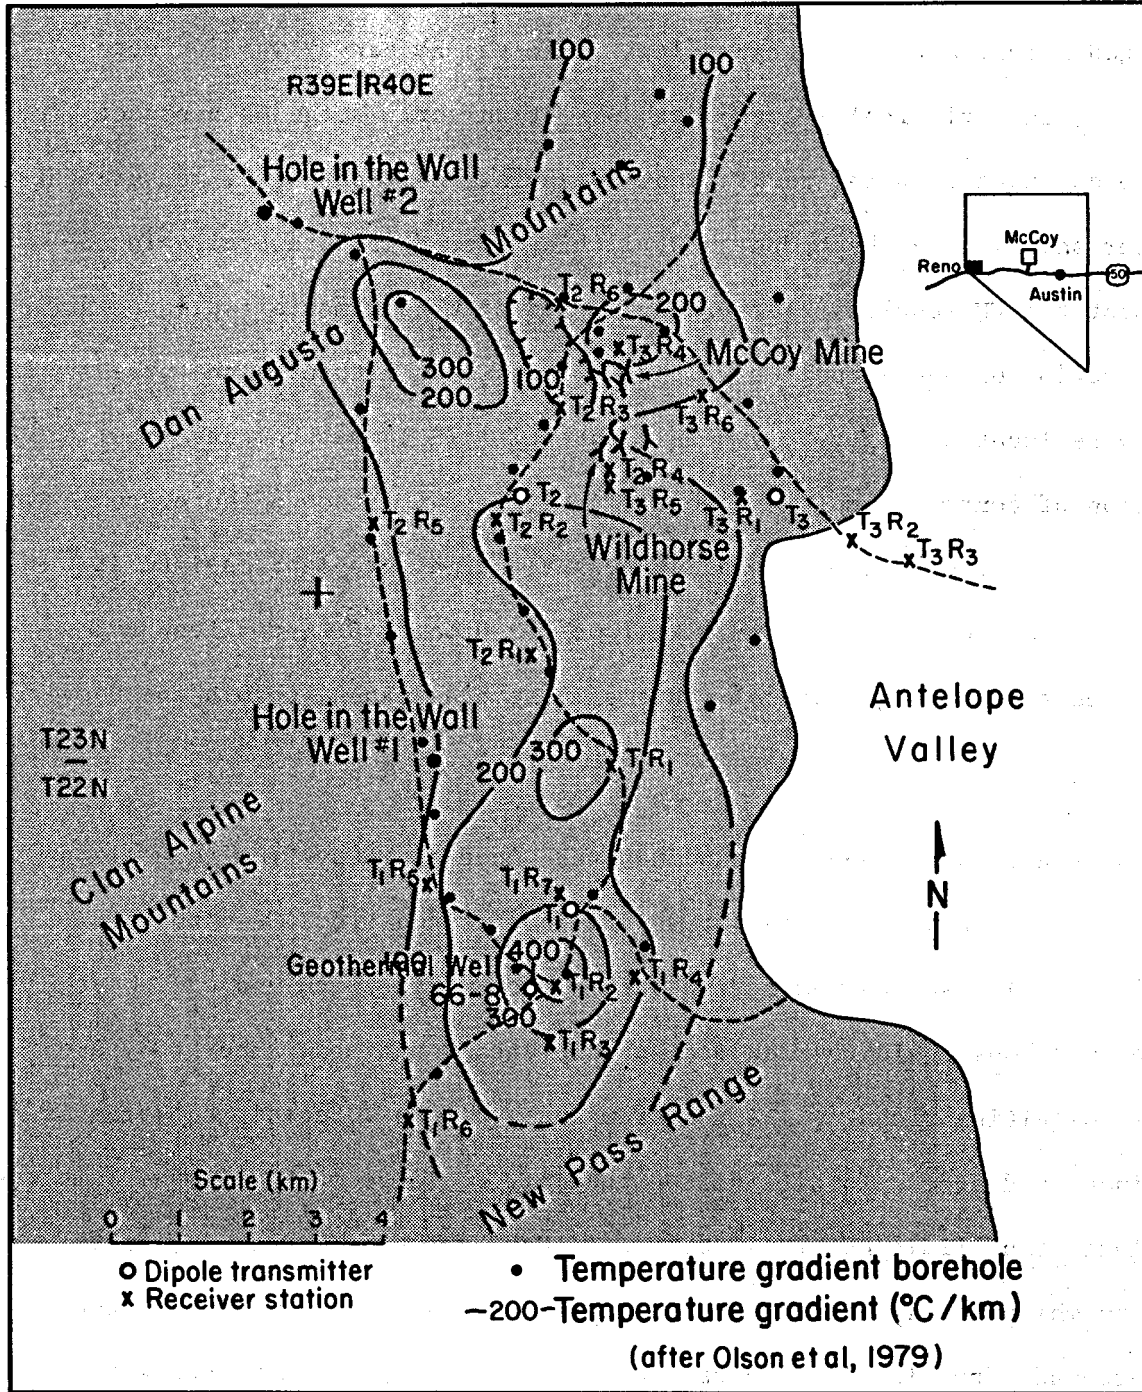 100
100
R39E|R40E
Hole in the Wall
Well #2
Mountains
McCoy
Reno
50
Austin
T2 R6
200
Dan Augusta
300
200
100
T3 R4
McCoy Mine
T2 R3
T3 R6
T2 R4
T3 R5
T2
T3 R1
T3
T2 R5
T2 R2
T3 R2
T3 R3
Wildhorse
Mine
T2 R1
Hole in the Wall
Well #1
T23N
T22N
300
200
T1 R1
Antelope
Valley
Clan Alpine
Mountains
N
T1 R5
T1 R7
T1
400
100
Geothermal Well
66-8
T1 R2
T1 R4
300
T1 R3
T1 R6
New Pass Range
Scale (km)
0 1 2 3 4
o Dipole transmitter
x Receiver station
• Temperature gradient borehole
—200—Temperature gradient (°C/km)
(after Olson et al, 1979)